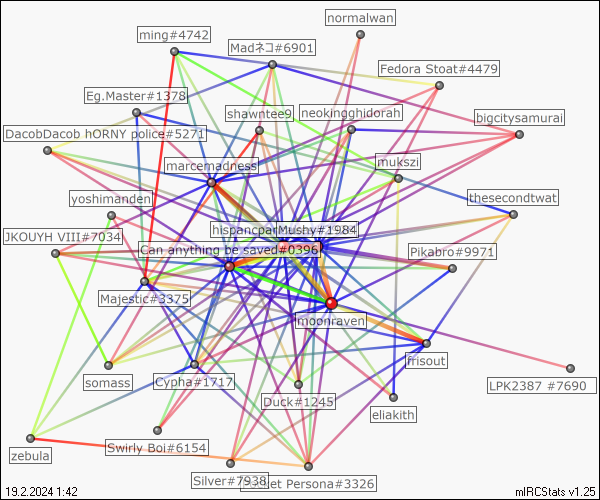 normalwan
ming#4742
Madネコ#6901
Fedora Stoat#4479
Eg.Master#1378
shawntee9
neokingghidorah
bigcitysamurai
DacobDacob hORNY police#5271
marcemadness
mukszi
yoshimanden
thesecondtwat
hispancparMushy#1984
JKOUYH VIII#7034
Can anything be saved#0396
Pikabro#9971
Majestic#3375
moonraven
frisout
somass
Cypha#1717
LPK2387 #7690
Duck#1245
eliakith
Swirly Boi#6154
zebula
Silver#7938
Persona#3326
19.2.2024 1:42
mIRCStats v1.25